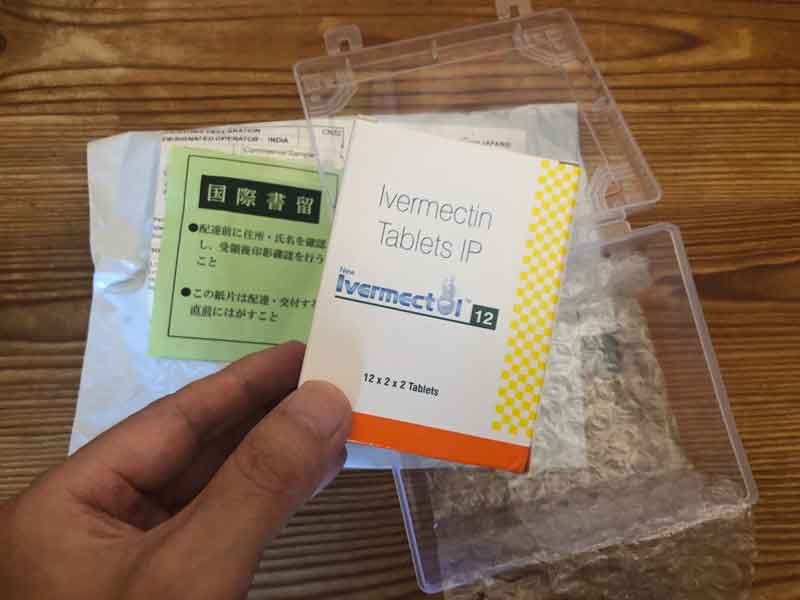 DESIGNATED OPERATOR - INDIA
CN22
JAPAN)
国際書留
●配達前に住所・氏名を確認
し、受領後印影確認を行う
こと
●この紙片は配達・交付する
直前にはがすこと
Ivermectin
Tablets IP
New
Ivermectol™ 12
12 x 2 x 2 Tablets